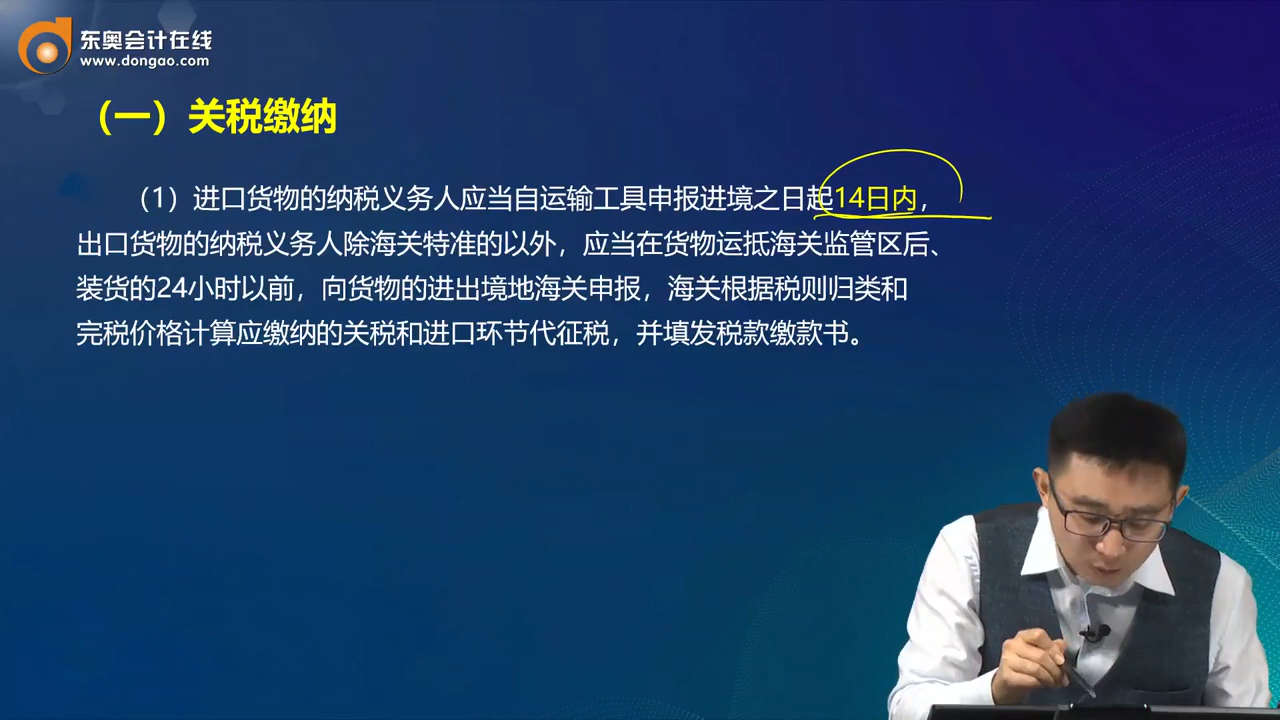 东奥会计在线
www.dongao.com
（一）关税缴纳
（1）进口货物的纳税义务人应当自运输工具申报进境之日起14日内，
出口货物的纳税义务人除海关特准的以外，应当在货物运抵海关监管区后、
装货的24小时以前，向货物的进出境地海关申报，海关根据税则归类和
完税价格计算应缴纳的关税和进口环节代征税，并填发税款缴款书。